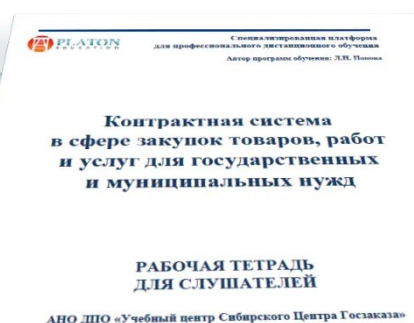 PLATON
EDUCATION
Специализированная платформа
для профессионального дистанционного обучения
Автор программ обучения: Л.В. Попова
Контрактная система
в сфере закупок товаров, работ
и услуг для государственных
и муниципальных нужд
РАБОЧАЯ ТЕТРАДЬ
ДЛЯ СЛУШАТЕЛЕЙ
АНО ДПО «Учебный центр Сибирского Центра Госзаказа»